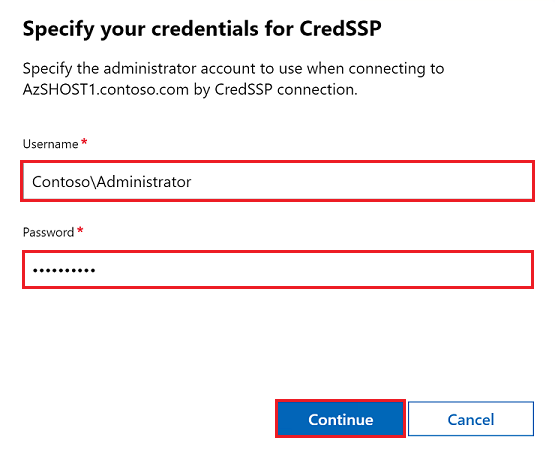 Specify your credentials for CredSSP
Specify the administrator account to use when connecting to
AzSHOST1.contoso.com by CredSSP connection.
Username *
Contoso\Administrator
Password *
••••••••••
Continue
Cancel